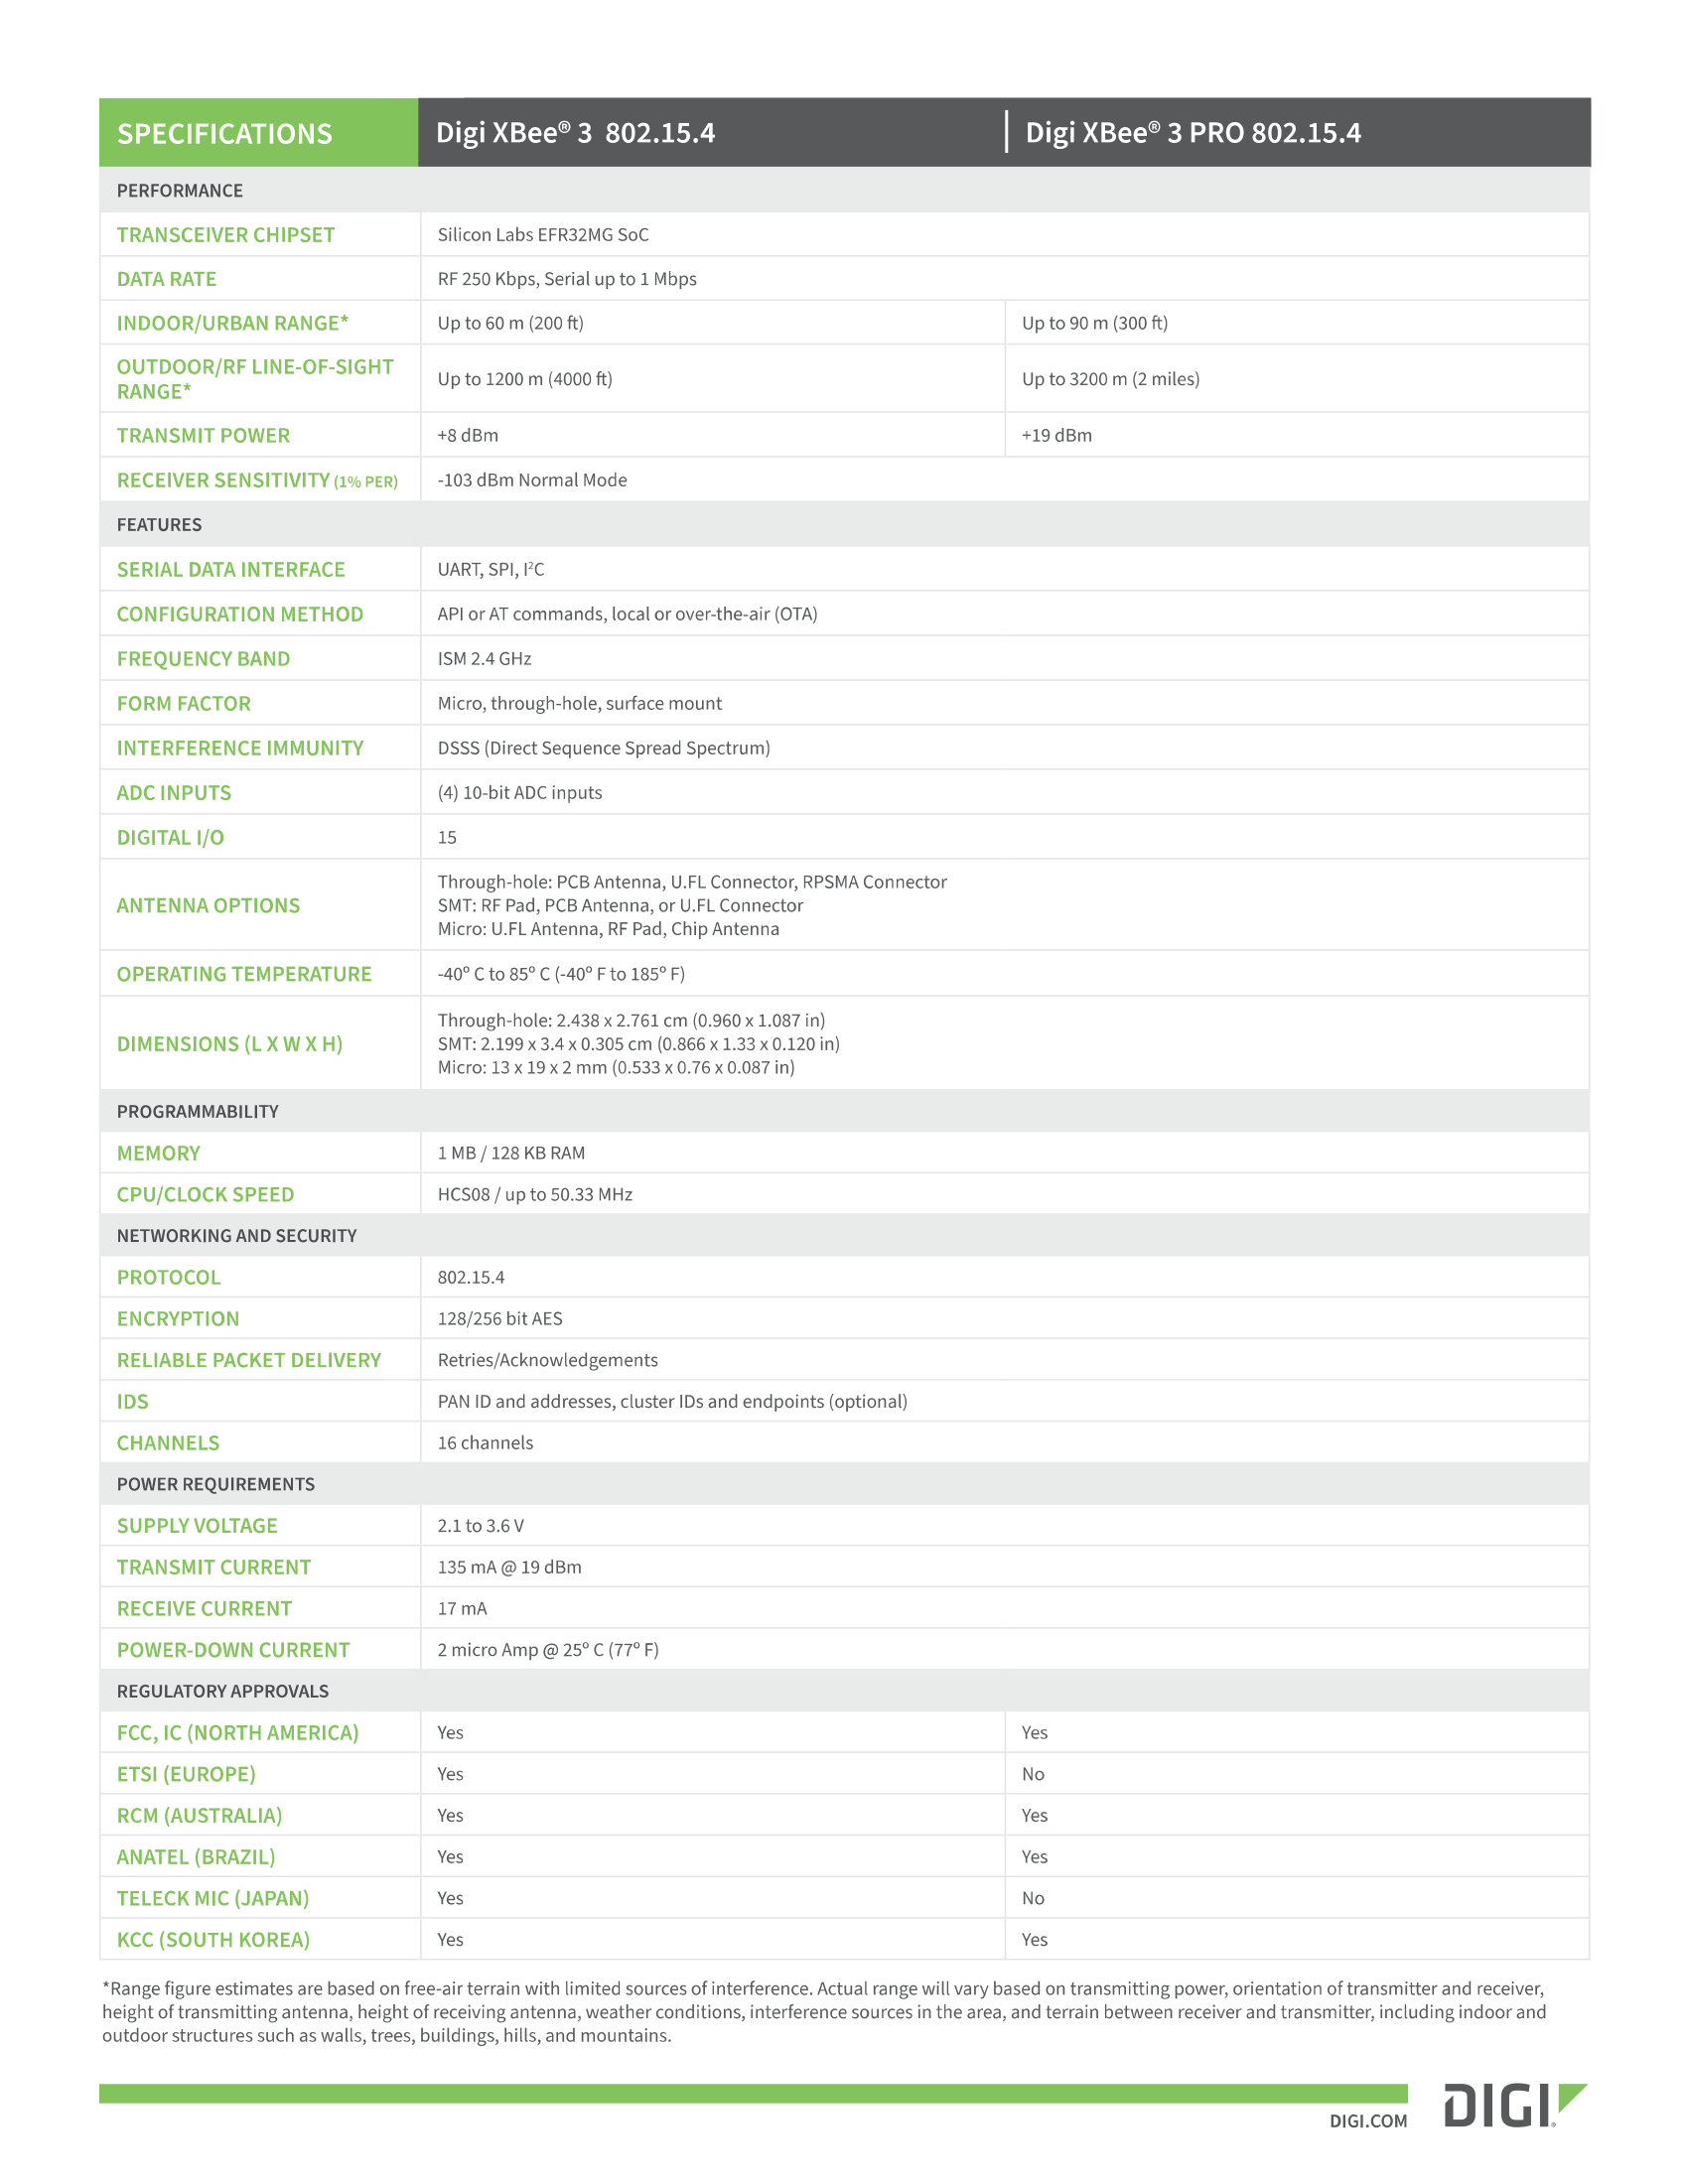 SPECIFICATIONS Digi XBee® 3 802.15.4 Digi XBee® 3 PRO 802.15.4
PERFORMANCE
TRANSCEIVER CHIPSET Silicon Labs EFR32MG SoC
DATA RATE RF 250 Kbps, Serial up to 1 Mbps
INDOOR/URBAN RANGE* Up to 60 m (200 ft) Up to 90 m (300 ft)
OUTDOOR/RF LINE-OF-SIGHT
RANGE* Up to 1200 m (4000 ft) Up to 3200 m (2 miles)
TRANSMIT POWER +8 dBm +19 dBm
RECEIVER SENSITIVITY (1% PER) -103 dBm Normal Mode
FEATURES
SERIAL DATA INTERFACE UART, SPI, I²C
CONFIGURATION METHOD API or AT commands, local or over-the-air (OTA)
FREQUENCY BAND ISM 2.4 GHz
FORM FACTOR Micro, through-hole, surface mount
INTERFERENCE IMMUNITY DSSS (Direct Sequence Spread Spectrum)
ADC INPUTS (4) 10-bit ADC inputs
DIGITAL I/O 15
ANTENNA OPTIONS
Through-hole: PCB Antenna, U.FL Connector, RPSMA Connector
SMT: RF Pad, PCB Antenna, or U.FL Connector
Micro: U.FL Antenna, RF Pad, Chip Antenna
OPERATING TEMPERATURE -40º C to 85º C (-40º F to 185º F)
DIMENSIONS (L X W X H)
Through-hole: 2.438 x 2.761 cm (0.960 x 1.087 in)
SMT: 2.199 x 3.4 x 0.305 cm (0.866 x 1.33 x 0.120 in)
Micro: 13 x 19 x 2 mm (0.533 x 0.76 x 0.087 in)
PROGRAMMABILITY
MEMORY 1 MB / 128 KB RAM
CPU/CLOCK SPEED HCS08 / up to 50.33 MHz
NETWORKING AND SECURITY
PROTOCOL 802.15.4
ENCRYPTION 128/256 bit AES
RELIABLE PACKET DELIVERY Retries/Acknowledgements
IDS PAN ID and addresses, cluster IDs and endpoints (optional)
CHANNELS 16 channels
POWER REQUIREMENTS
SUPPLY VOLTAGE 2.1 to 3.6 V
TRANSMIT CURRENT 135 mA @ 19 dBm
RECEIVE CURRENT 17 mA
POWER-DOWN CURRENT 2 micro Amp @ 25º C (77º F)
REGULATORY APPROVALS
FCC, IC (NORTH AMERICA) Yes Yes
ETSI (EUROPE) Yes No
RCM (AUSTRALIA) Yes Yes
ANATEL (BRAZIL) Yes Yes
TELECK MIC (JAPAN) Yes No
KCC (SOUTH KOREA) Yes Yes
*Range figure estimates are based on free-air terrain with limited sources of interference. Actual range will vary based on transmitting power, orientation of transmitter and receiver,
height of transmitting antenna, height of receiving antenna, weather conditions, interference sources in the area, and terrain between receiver and transmitter, including indoor and
outdoor structures such as walls, trees, buildings, hills, and mountains.
DIGI.COM
DIGI®